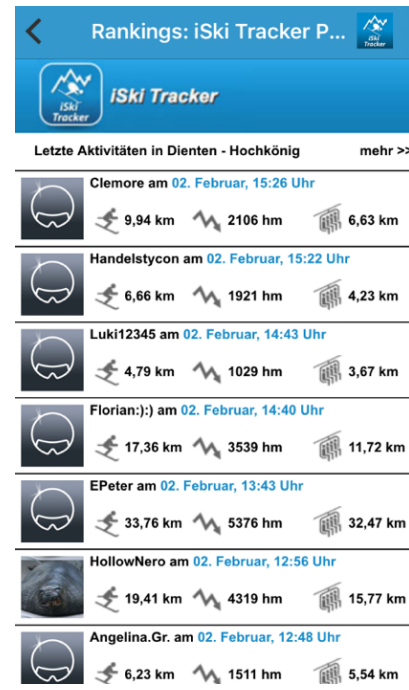 Rankings: iSki Tracker P...
iSki
Tracker
iSki
Tracker
iSki Tracker
Letzte Aktivitäten in Dienten - Hochkönig mehr >>
Clemore am 02. Februar, 15:26 Uhr
9,94 km 2106 hm 6,63 km
Handelstycon am 02. Februar, 15:22 Uhr
6,66 km 1921 hm 4,23 km
Luki12345 am 02. Februar, 14:43 Uhr
4,79 km 1029 hm 3,67 km
Florian:):) am 02. Februar, 14:40 Uhr
17,36 km 3539 hm 11,72 km
EPeter am 02. Februar, 13:43 Uhr
33,76 km 5376 hm 32,47 km
HollowNero am 02. Februar, 12:56 Uhr
19,41 km 4319 hm 15,77 km
Angelina.Gr. am 02. Februar, 12:48 Uhr
6,23 km 1511 hm 5,54 km